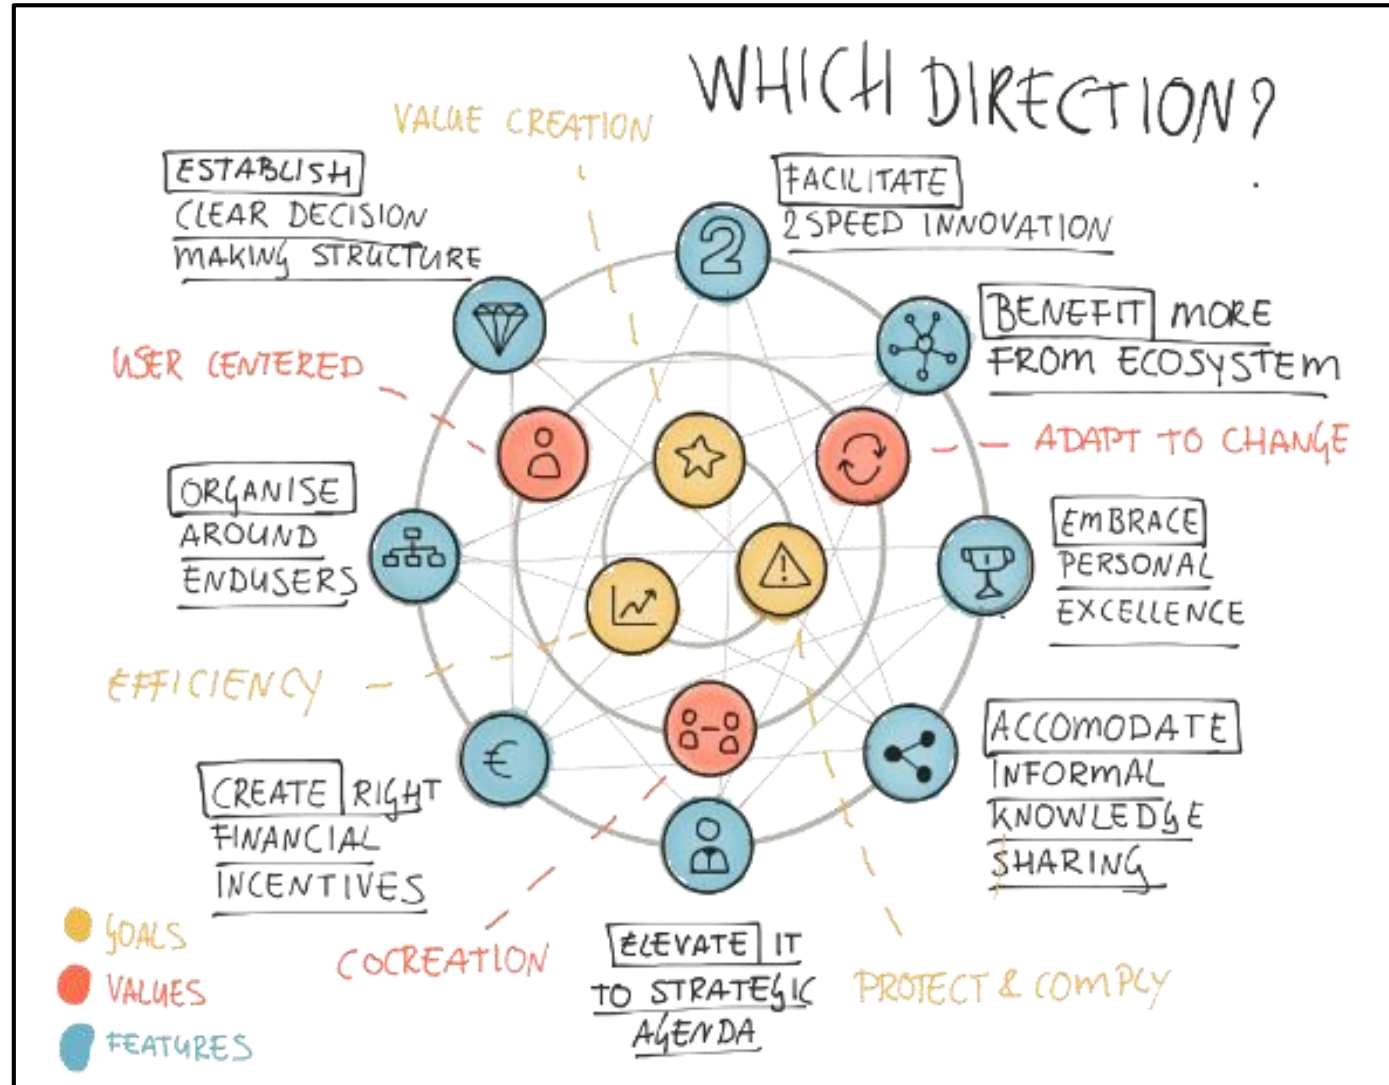 WHICH DIRECTION?
VALUE CREATION
ESTABLISH
CLEAR DECISION
MAKING STRUCTURE
FACILITATE
2SPEED INNOVATION
2
BENEFIT MORE
FROM ECOSYSTEM
USER CENTERED
ADAPT TO CHANGE
ORGANISE
AROUND
ENDUSERS
EMBRACE
PERSONAL
EXCELLENCE
1
!
EFFICIENCY
ACCOMODATE
INFORMAL
KNOWLEDGE
SHARING
€
CREATE RIGHT
FINANCIAL
INCENTIVES
COCREATION
ELEVATE IT
TO STRATEGIC
AGENDA
PROTECT & COMPLY
GOALS
VALUES
FEATURES